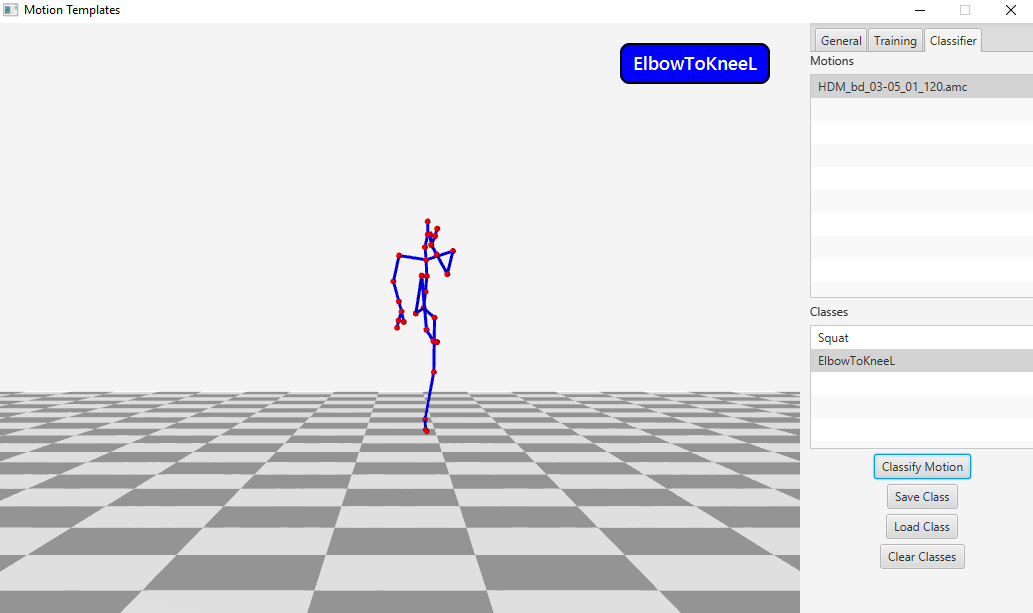 Motion Templates
ElbowToKneeL
General Training Classifier
Motions
HDM_bd_03-05_01_120.amc
Classes
Squat
ElbowToKneeL
Classify Motion
Save Class
Load Class
Clear Classes